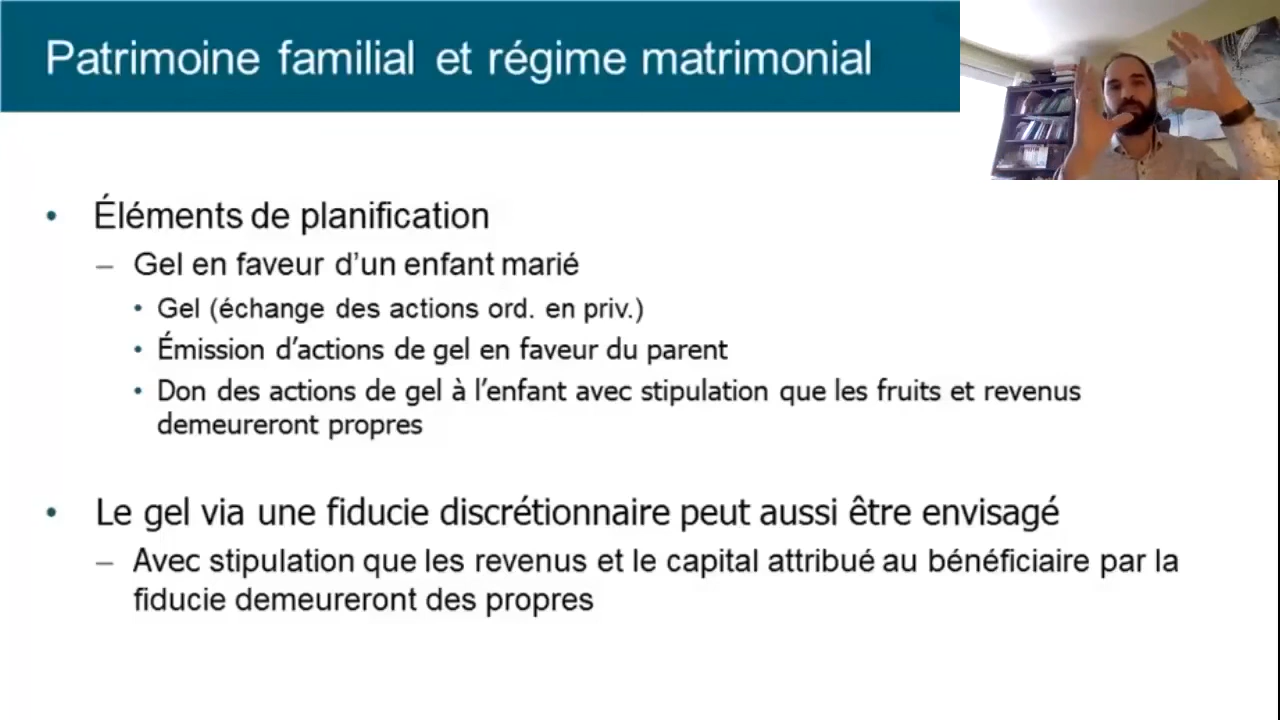 Patrimoine familial et régime matrimonial
• Éléments de planification
– Gel en faveur d’un enfant marié
• Gel (échange des actions ord. en priv.)
• Émission d’actions de gel en faveur du parent
• Don des actions de gel à l’enfant avec stipulation que les fruits et revenus
demeureront propres
• Le gel via une fiducie discrétionnaire peut aussi être envisagé
– Avec stipulation que les revenus et le capital attribué au bénéficiaire par la
fiducie demeureront des propres